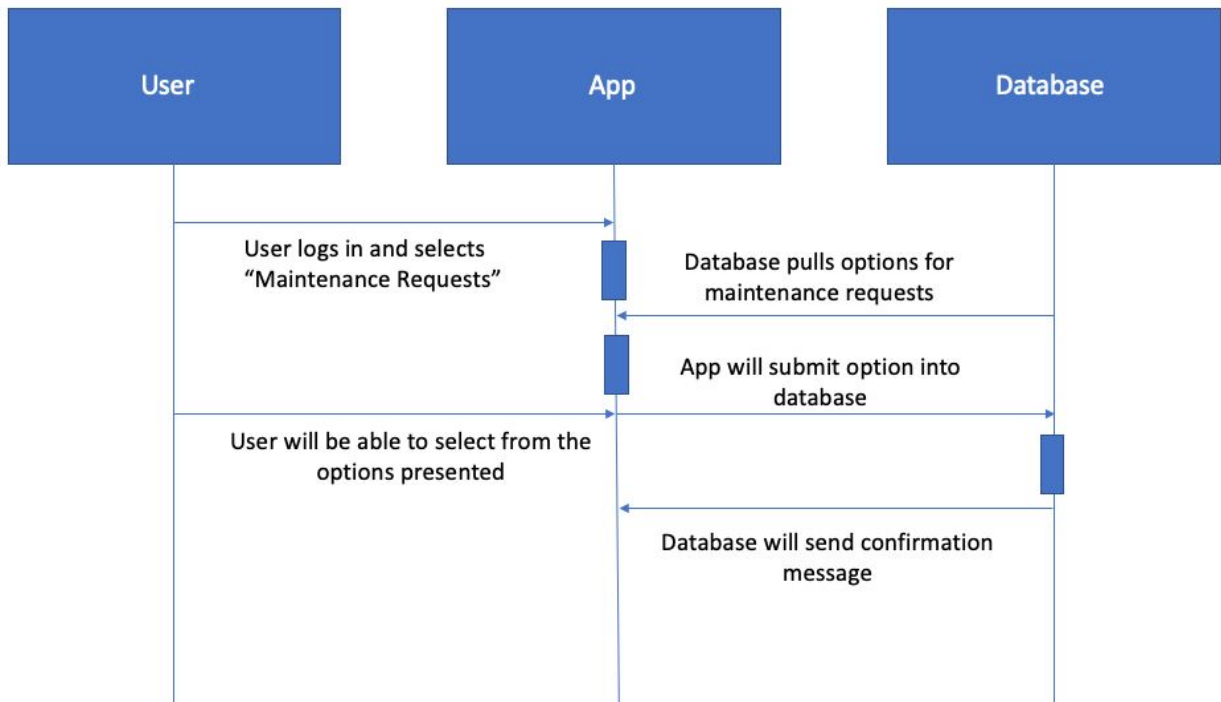 User
App
Database
User logs in and selects
“Maintenance Requests”
Database pulls options for
maintenance requests
App will submit option into
database
User will be able to select from the
options presented
Database will send confirmation
message